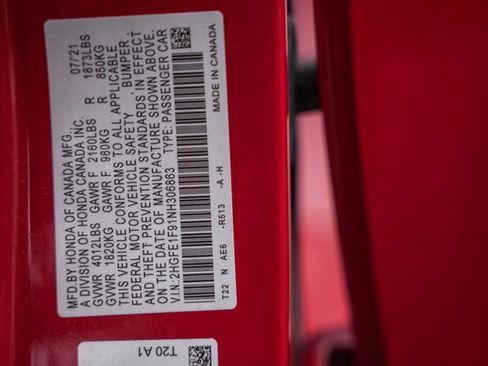 MFD.BY HONDA OF CANADA MFG. 07/21
A DIVISION OF HONDA CANADA INC.
GVWR 4012LBS GAWR F 2160LBS R 1873LBS
GVWR 1820KG GAWR F 980KG R 850KG
THIS VEHICLE CONFORMS TO ALL APPLICABLE
FEDERAL MOTOR VEHICLE SAFETY, BUMPER,
AND THEFT PREVENTION STANDARDS IN EFFECT
ON THE DATE OF MANUFACTURE SHOWN ABOVE.
V.I.N.:2HGFE1F91NH306863 TYPE:PASSENGER CAR
T22 N AE6 -R513 -A -H MADE IN CANADA
T20 A1